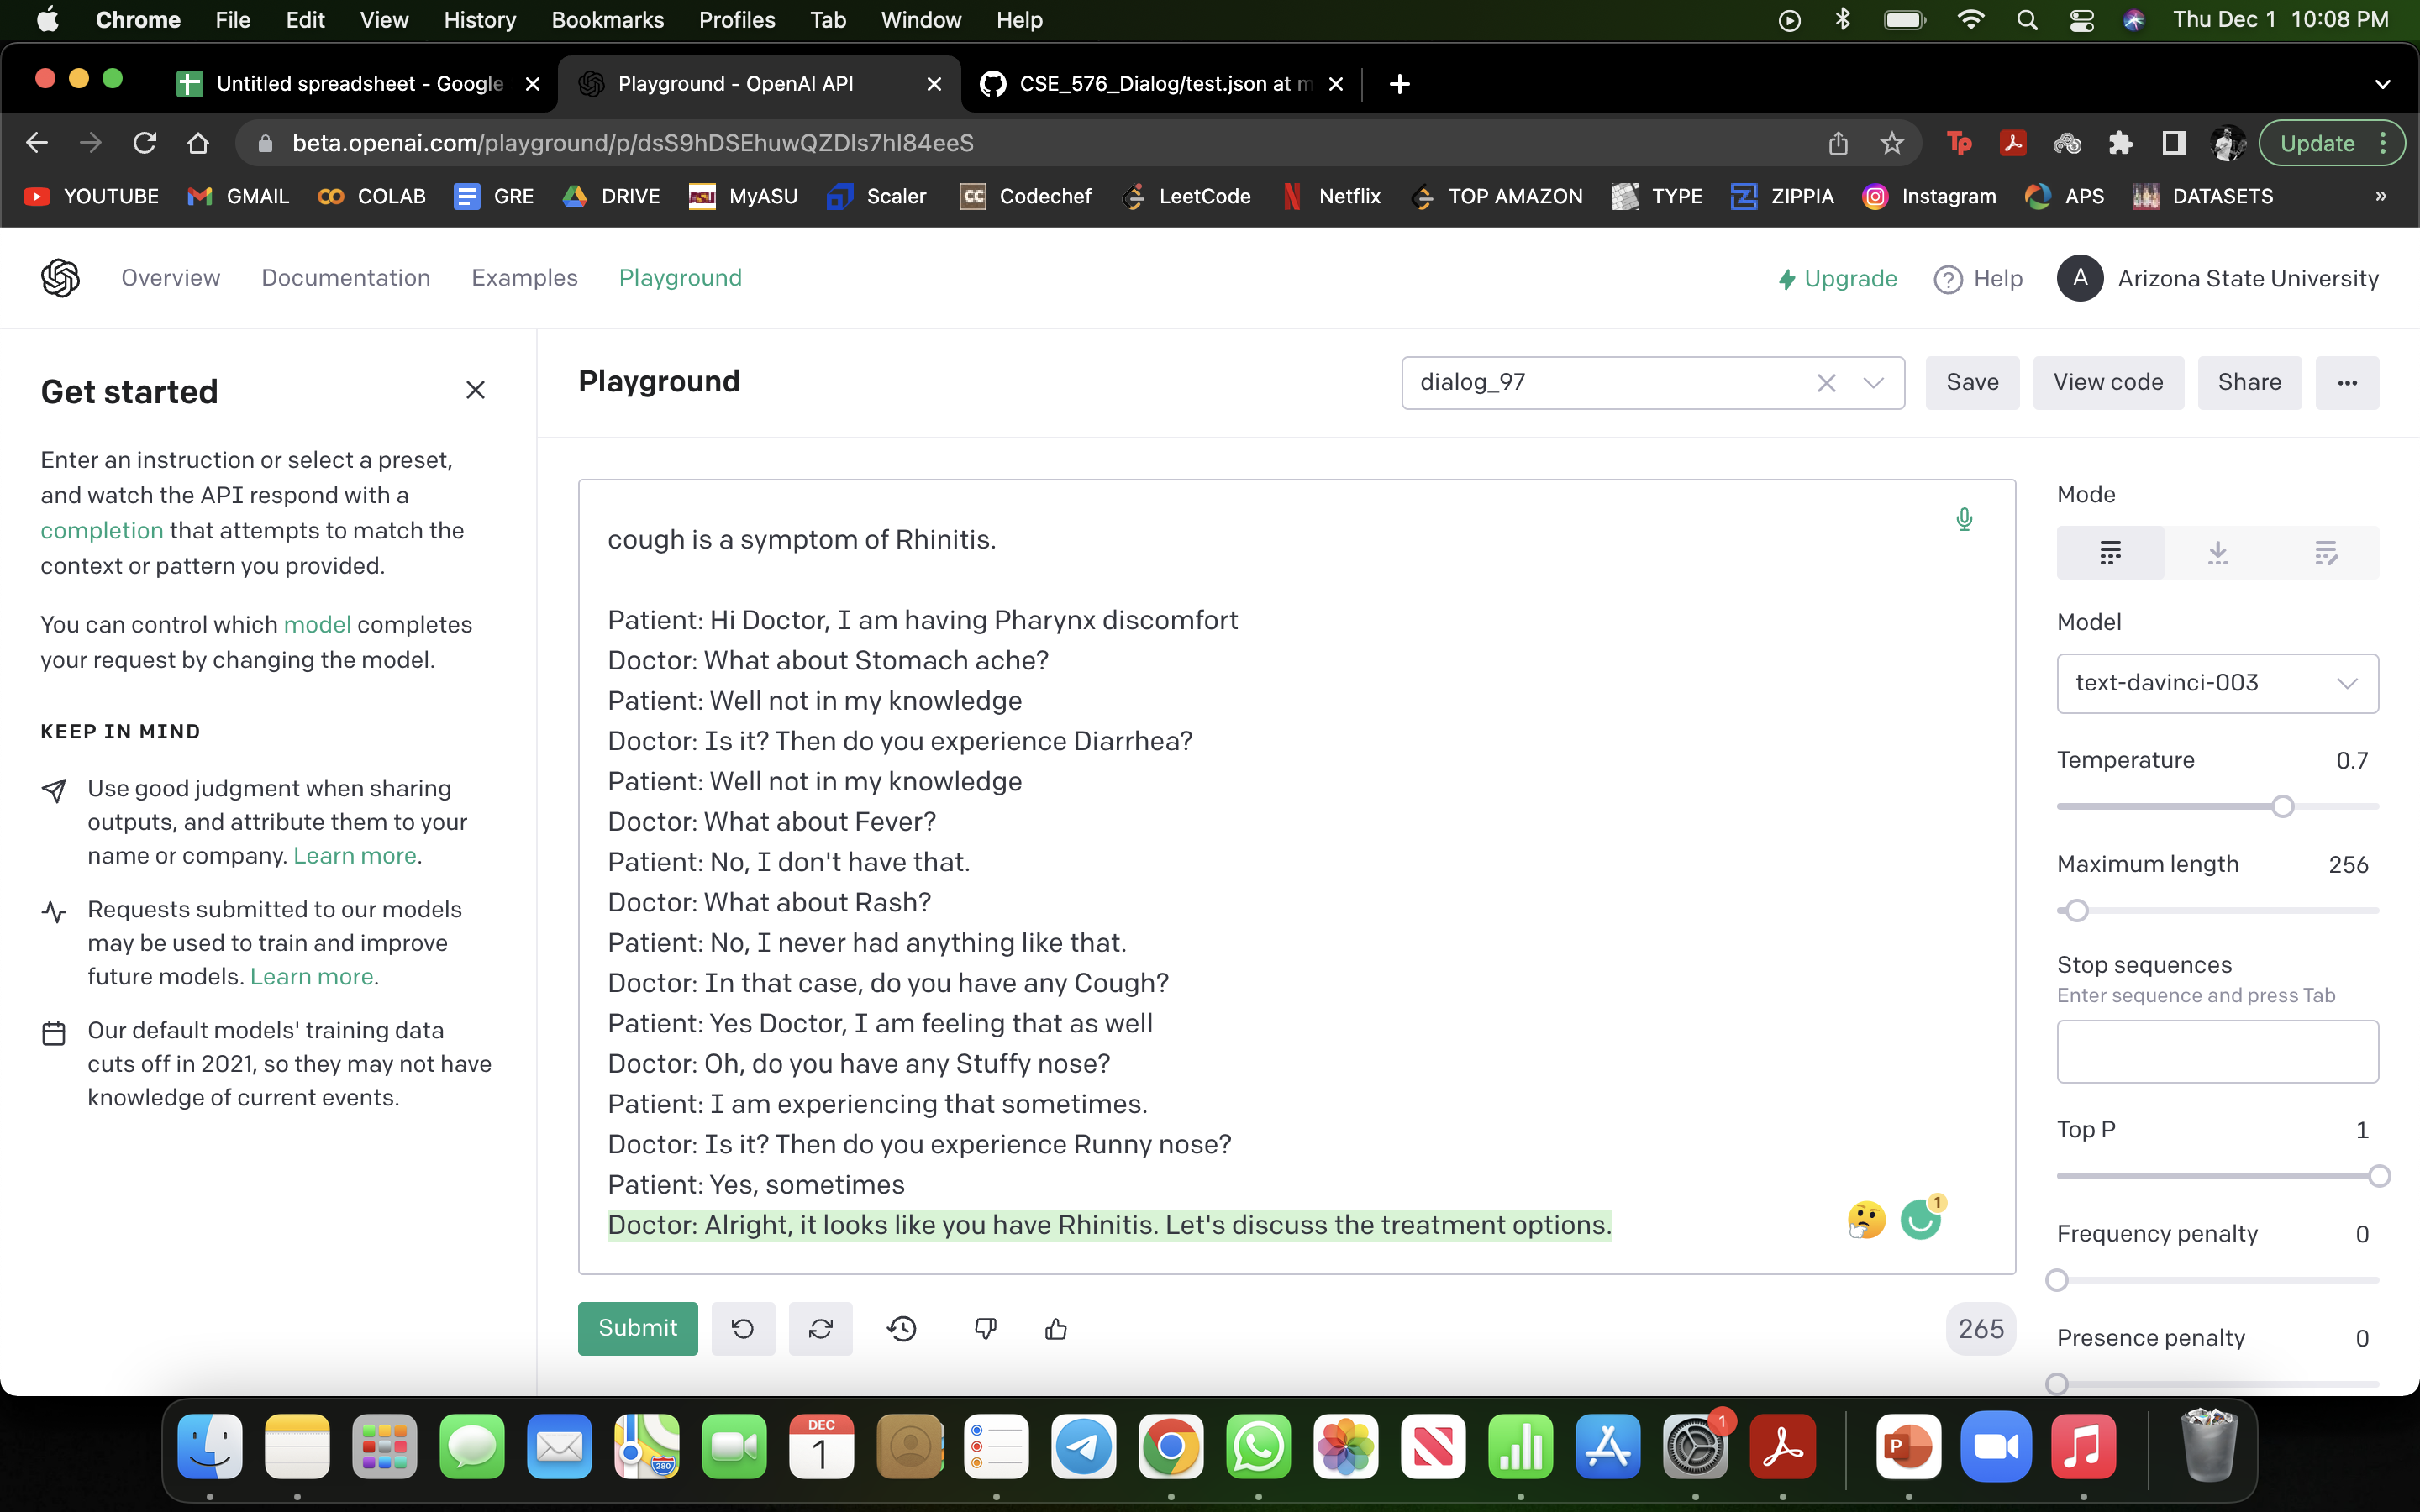 Chrome File Edit View History Bookmarks Profiles Tab Window Help Thu Dec 1 10:08 PM
Untitled spreadsheet - Google Playground - OpenAI API CSE_576_Dialog/test.json at m
beta.openai.com/playground/p/dsS9hDSEhuwQZDls7hI84eeS Tp Update
YOUTUBE GMAIL COLAB GRE DRIVE MyASU Scaler CC Codechef LeetCode Netflix TOP AMAZON TYPE ZIPPIA Instagram APS DATASETS »
Overview Documentation Examples Playground Upgrade ? Help A Arizona State University
Get started
Enter an instruction or select a preset,
and watch the API respond with a
completion that attempts to match the
context or pattern you provided.
You can control which model completes
your request by changing the model.
KEEP IN MIND
Use good judgment when sharing
outputs, and attribute them to your
name or company. Learn more.
Requests submitted to our models
may be used to train and improve
future models. Learn more.
Our default models' training data
cuts off in 2021, so they may not have
knowledge of current events.
Playground dialog_97 Save View code Share ...
cough is a symptom of Rhinitis.
Patient: Hi Doctor, I am having Pharynx discomfort
Doctor: What about Stomach ache?
Patient: Well not in my knowledge
Doctor: Is it? Then do you experience Diarrhea?
Patient: Well not in my knowledge
Doctor: What about Fever?
Patient: No, I don't have that.
Doctor: What about Rash?
Patient: No, I never had anything like that.
Doctor: In that case, do you have any Cough?
Patient: Yes Doctor, I am feeling that as well
Doctor: Oh, do you have any Stuffy nose?
Patient: I am experiencing that sometimes.
Doctor: Is it? Then do you experience Runny nose?
Patient: Yes, sometimes
Doctor: Alright, it looks like you have Rhinitis. Let's discuss the treatment options.
1
Submit 265
Mode
Model
text-davinci-003
Temperature 0.7
Maximum length 256
Stop sequences
Enter sequence and press Tab
Top P 1
Frequency penalty 0
Presence penalty 0
280 DEC 1 1 P